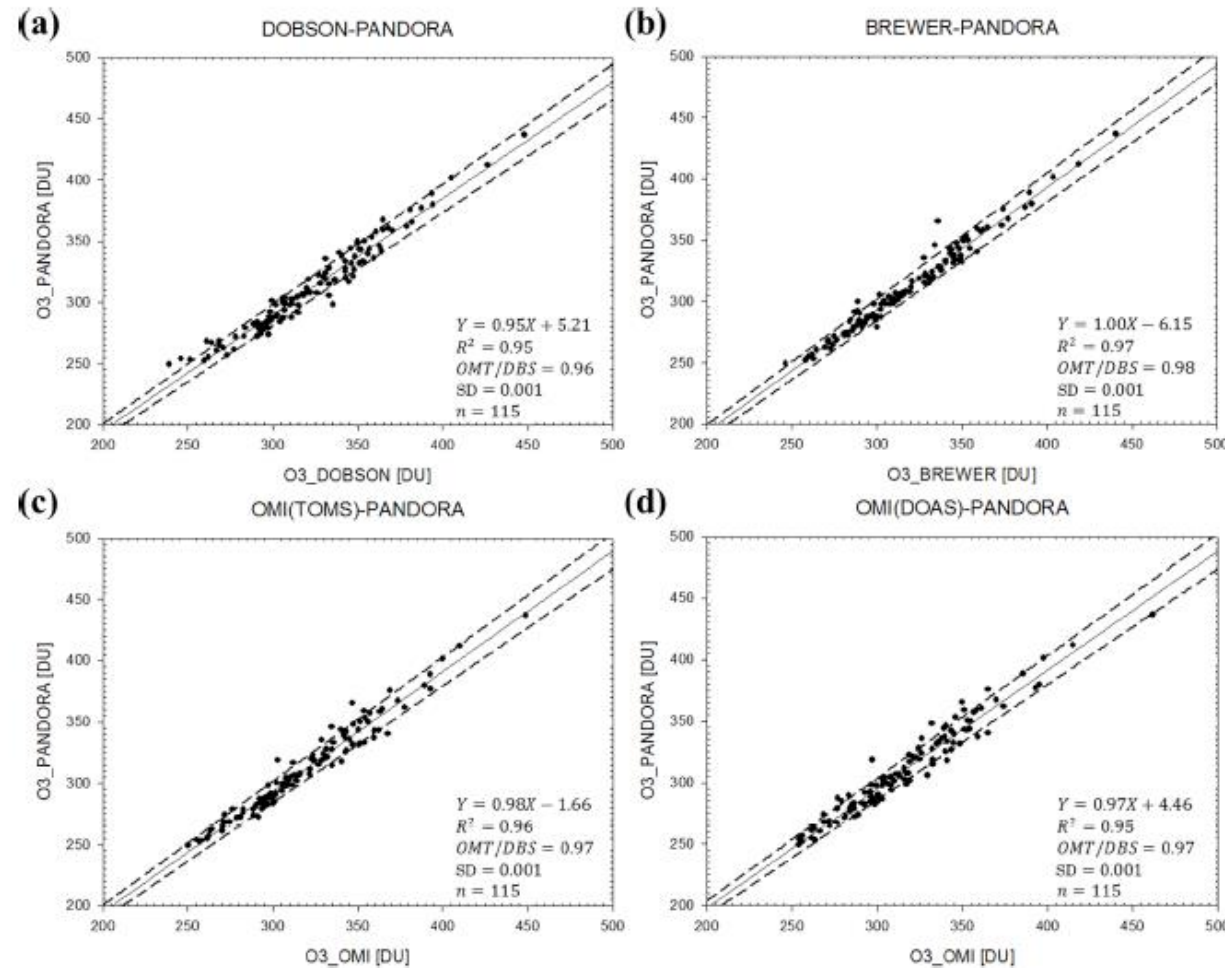 (a)
DOBSON-PANDORA
500
450
400
350
300
250
200
O3_PANDORA [DU]
Y = 0.95X + 5.21
R² = 0.95
OMT/DBS = 0.96
SD = 0.001
n = 115
200 250 300 350 400 450 500
O3_DOBSON [DU]
(b)
BREWER-PANDORA
500
450
400
350
300
250
200
O3_PANDORA [DU]
Y = 1.00X − 6.15
R² = 0.97
OMT/DBS = 0.98
SD = 0.001
n = 115
200 250 300 350 400 450 500
O3_BREWER [DU]
(c)
OMI(TOMS)-PANDORA
500
450
400
350
300
250
200
O3_PANDORA [DU]
Y = 0.98X − 1.66
R² = 0.96
OMT/DBS = 0.97
SD = 0.001
n = 115
200 250 300 350 400 450 500
O3_OMI [DU]
(d)
OMI(DOAS)-PANDORA
500
450
400
350
300
250
200
O3_PANDORA [DU]
Y = 0.97X + 4.46
R² = 0.95
OMT/DBS = 0.97
SD = 0.001
n = 115
200 250 300 350 400 450 500
O3_OMI [DU]